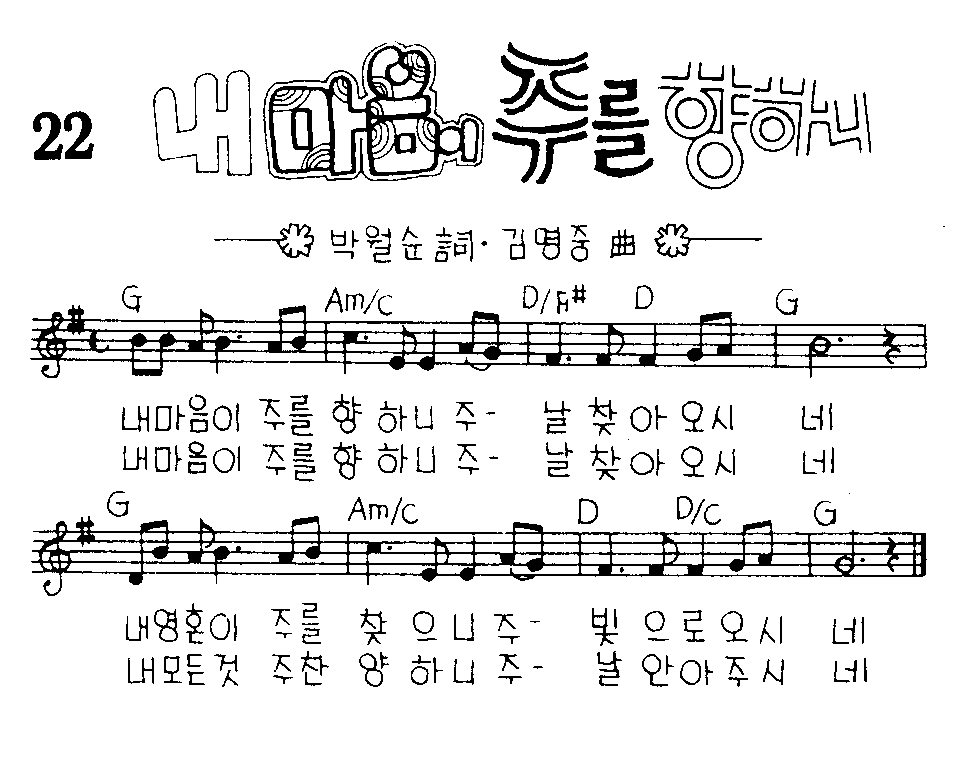 22 내 마음이 주를 향하니
박월순 詞 · 김명중 曲
G Am/C D/F# D G
내마음이 주를 향 하니 주- 날 찾 아 오시 네
내마음이 주를 향 하니 주- 날 찾 아 오시 네
G Am/C D D/C G
내영혼이 주를 찾 으니 주- 빛 으로 오시 네
내모든것 주찬 양 하니 주- 날 안아 주시 네